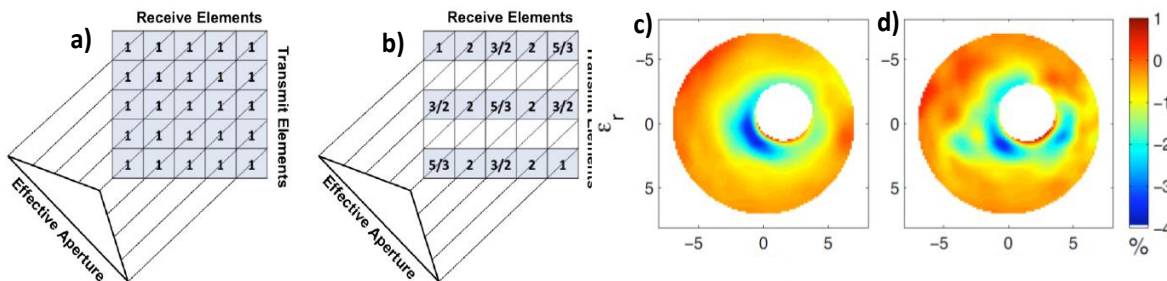 a)
Receive Elements
1 1 1 1 1
1 1 1 1 1
1 1 1 1 1
1 1 1 1 1
1 1 1 1 1
Transmit Elements
Effective Aperture
b)
Receive Elements
1 2 3/2 2 5/3
3/2 2 5/3 2 3/2
5/3 2 3/2 2 1
Transmit Elements
Effective Aperture
c)
εr
−5
0
5
−5 0 5
d)
−5
0
5
−5 0 5
1
0
−1
−2
−3
−4
%